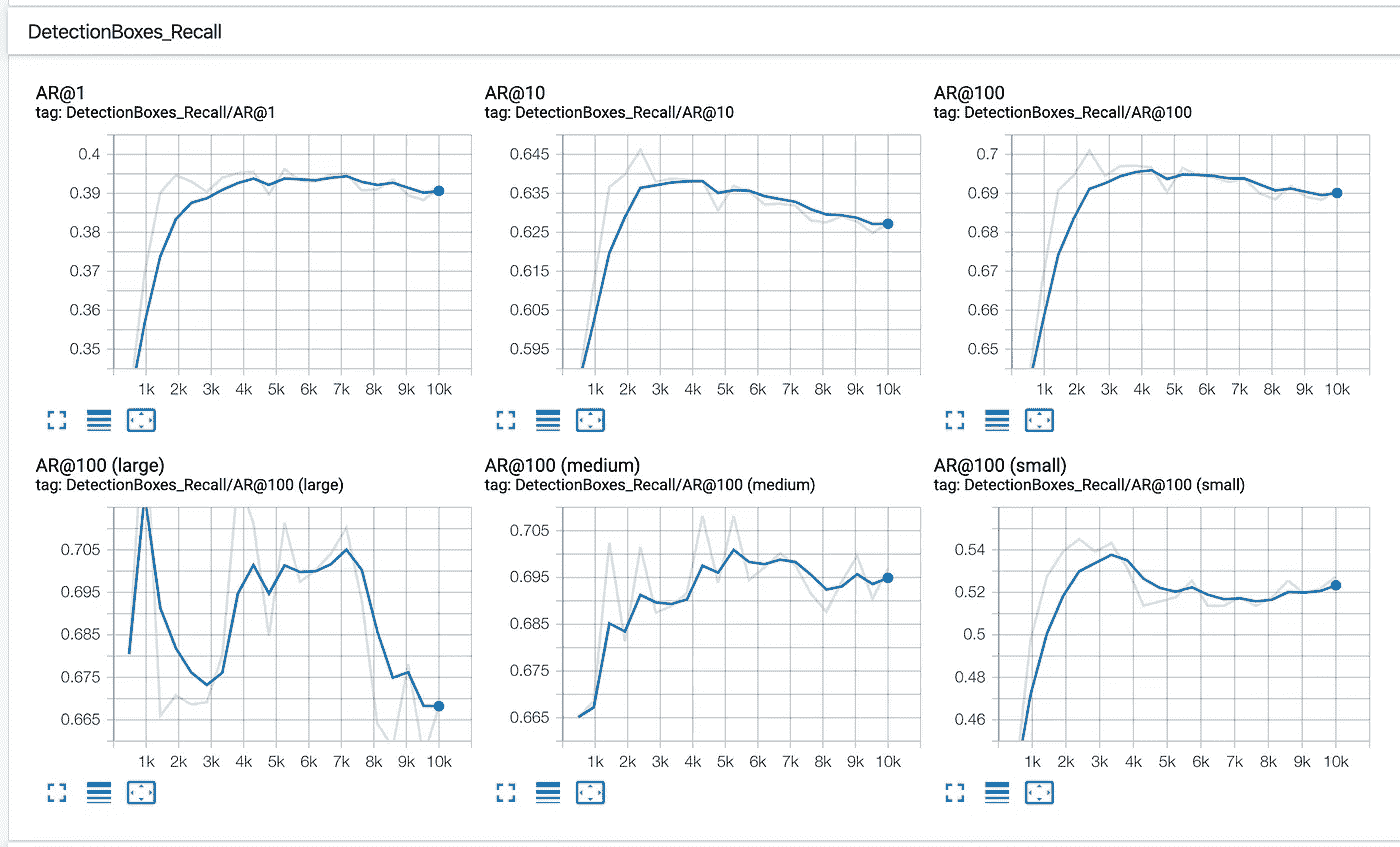 DetectionBoxes_Recall
AR@1
tag: DetectionBoxes_Recall/AR@1
0.4
0.39
0.38
0.37
0.36
0.35
1k 2k 3k 4k 5k 6k 7k 8k 9k 10k
AR@10
tag: DetectionBoxes_Recall/AR@10
0.645
0.635
0.625
0.615
0.605
0.595
1k 2k 3k 4k 5k 6k 7k 8k 9k 10k
AR@100
tag: DetectionBoxes_Recall/AR@100
0.7
0.69
0.68
0.67
0.66
0.65
1k 2k 3k 4k 5k 6k 7k 8k 9k 10k
AR@100 (large)
tag: DetectionBoxes_Recall/AR@100 (large)
0.705
0.695
0.685
0.675
0.665
1k 2k 3k 4k 5k 6k 7k 8k 9k 10k
AR@100 (medium)
tag: DetectionBoxes_Recall/AR@100 (medium)
0.705
0.695
0.685
0.675
0.665
1k 2k 3k 4k 5k 6k 7k 8k 9k 10k
AR@100 (small)
tag: DetectionBoxes_Recall/AR@100 (small)
0.54
0.52
0.5
0.48
0.46
1k 2k 3k 4k 5k 6k 7k 8k 9k 10k